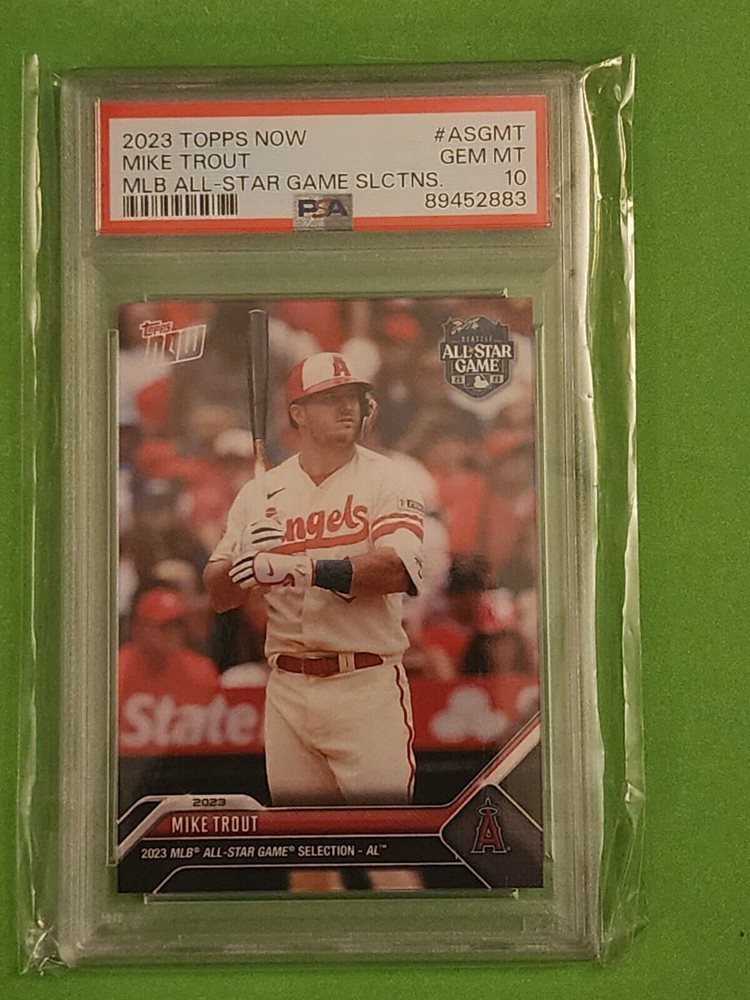 2023 TOPPS NOW #ASGMT
MIKE TROUT GEM MT
MLB ALL-STAR GAME SLCTNS. 10
PSA 89452883
Topps
NOW
SEATTLE
ALL-STAR
GAME
A
Angels
State
2023
MIKE TROUT
2023 MLB® ALL-STAR GAME® SELECTION - AL™
A